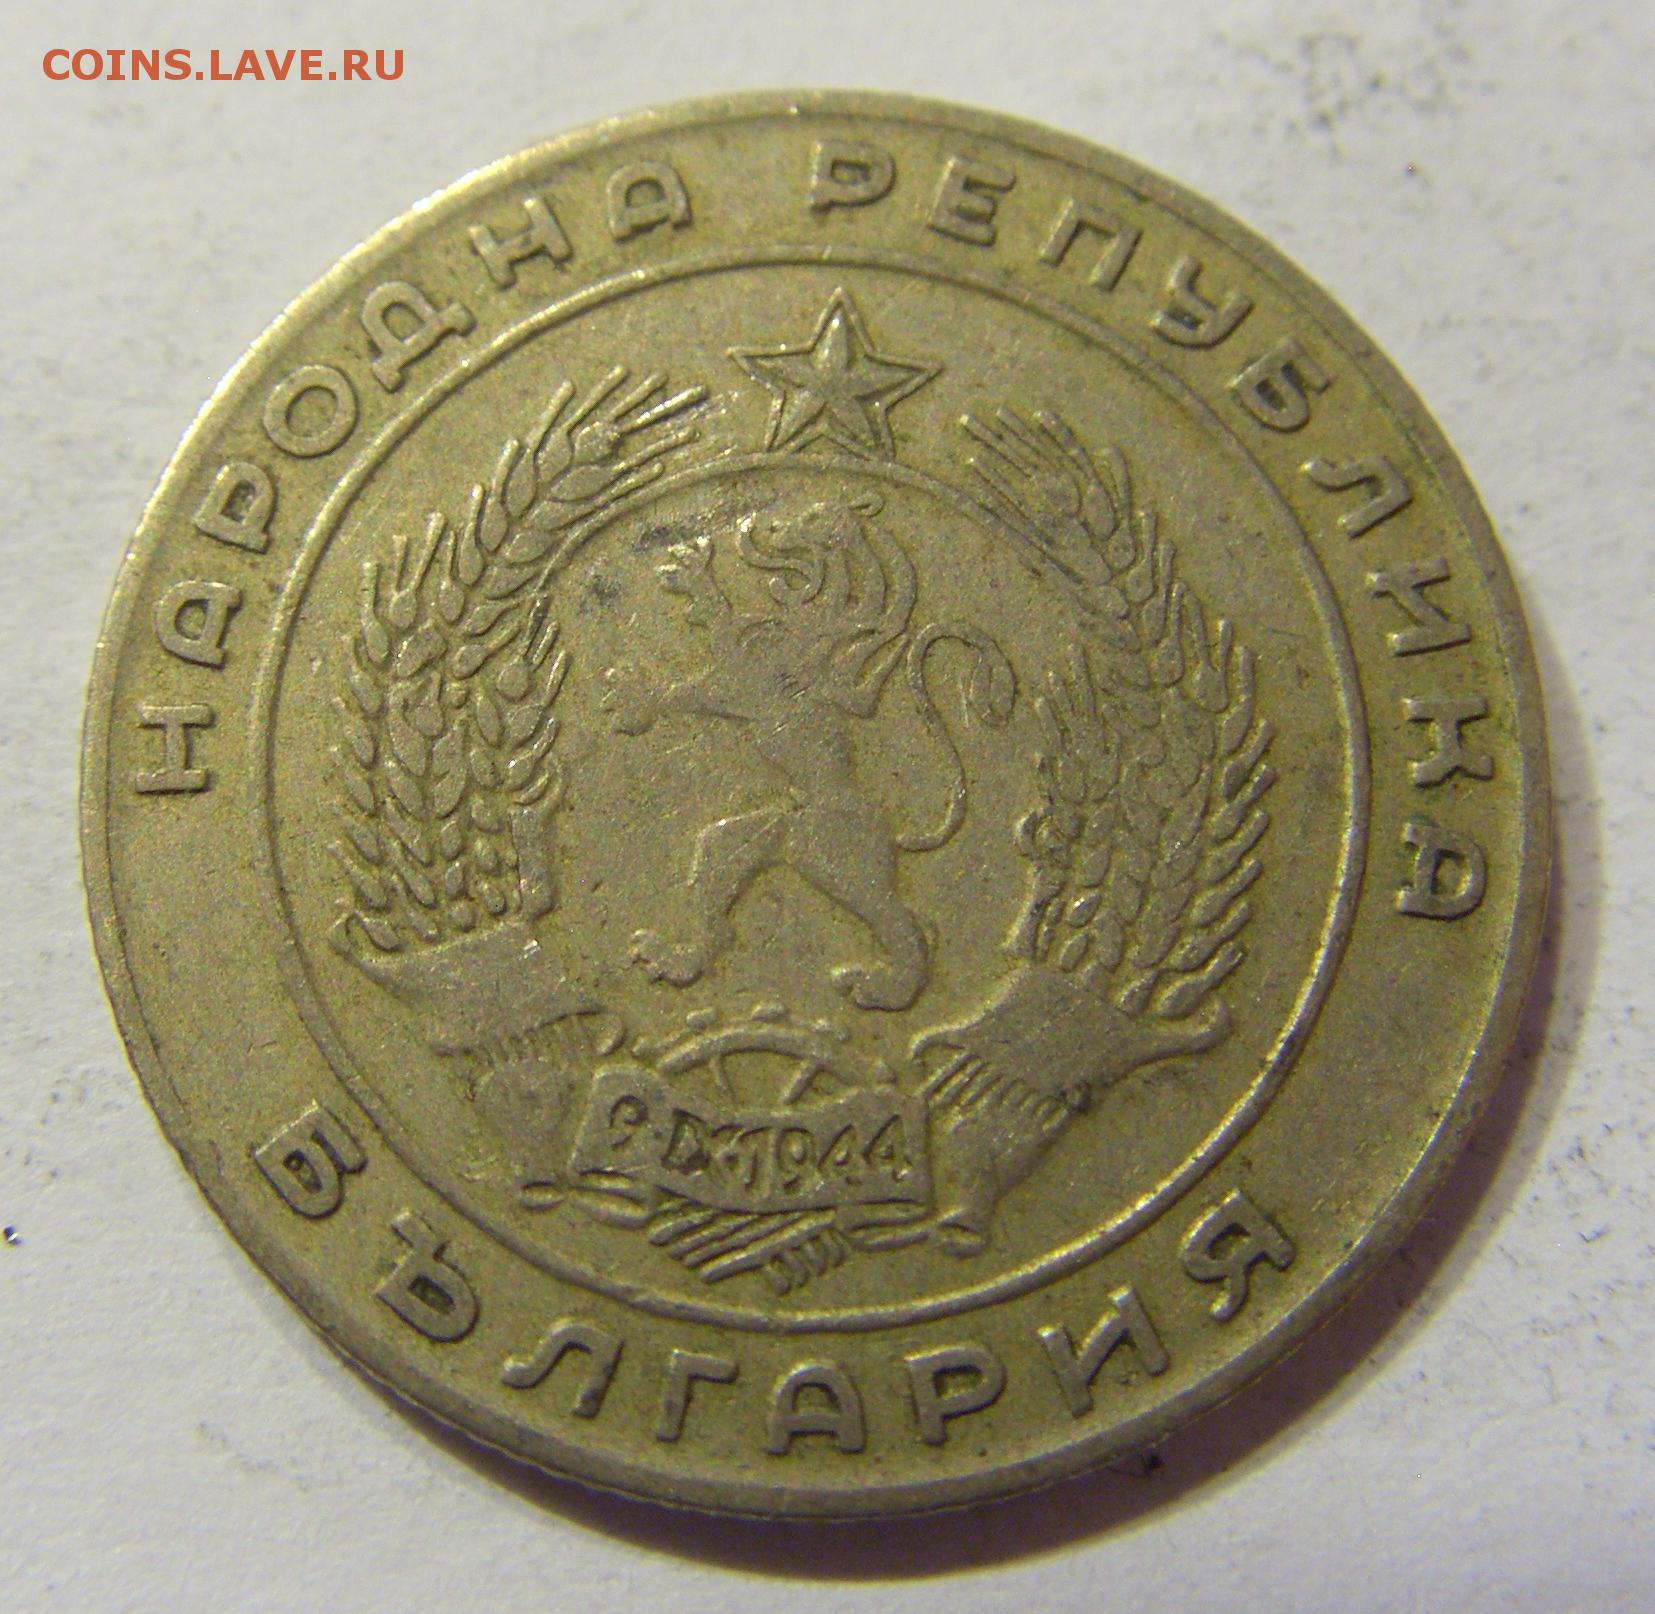 COINS.LAVE.RU
НАРОДНА РЕПУБЛИКА
БЪЛГАРИЯ
9·IX·1944